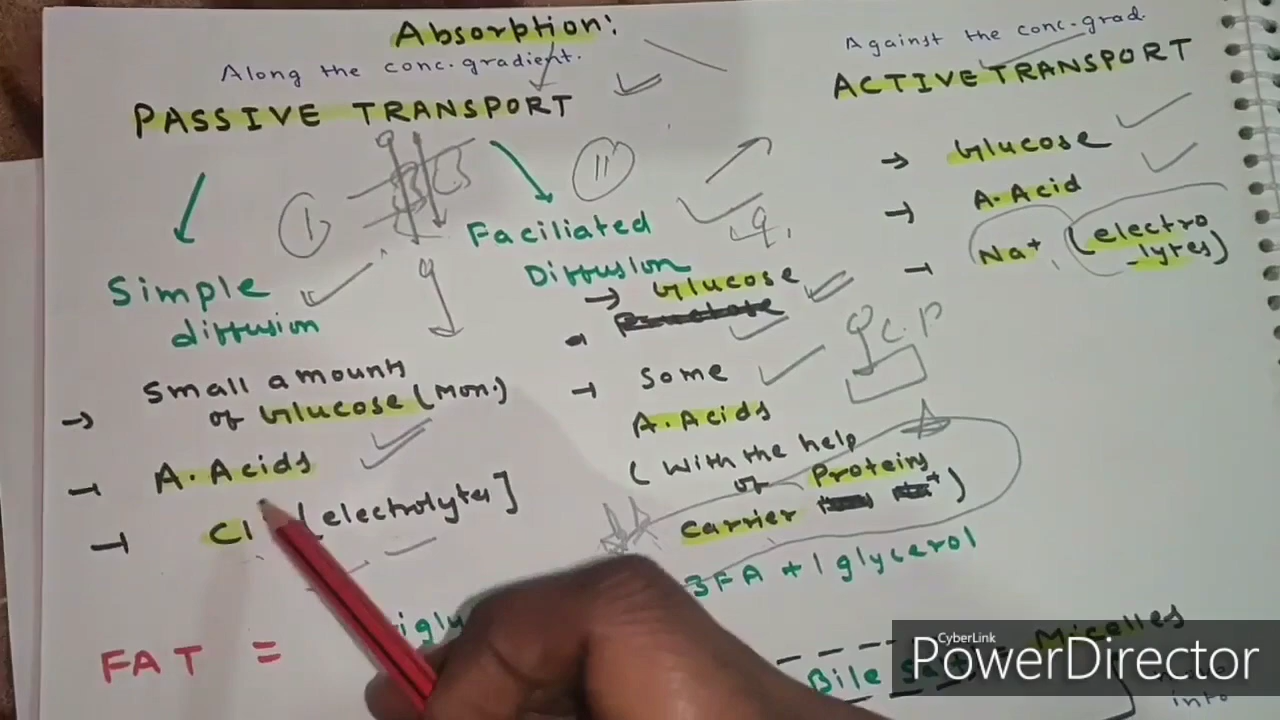 Absorption:
Along the conc. gradient.
PASSIVE TRANSPORT
Against the conc-grad.
ACTIVE TRANSPORT
I
II
Simple
diffusion
→ Small amounts
of Glucose (Mon.)
→ A. Acids
→ Cl [electrolytes]
Faciliated
Diffusion
→ Glucose
→ Some
A. Acids
(With the help
of Proteins
Carrier )
C.P
→ Glucose
→ A. Acid
→ Na+ (electro
-lytes)
FAT =
3FA + 1 glycerol
Bile
Micelles
into
CyberLink
PowerDirector